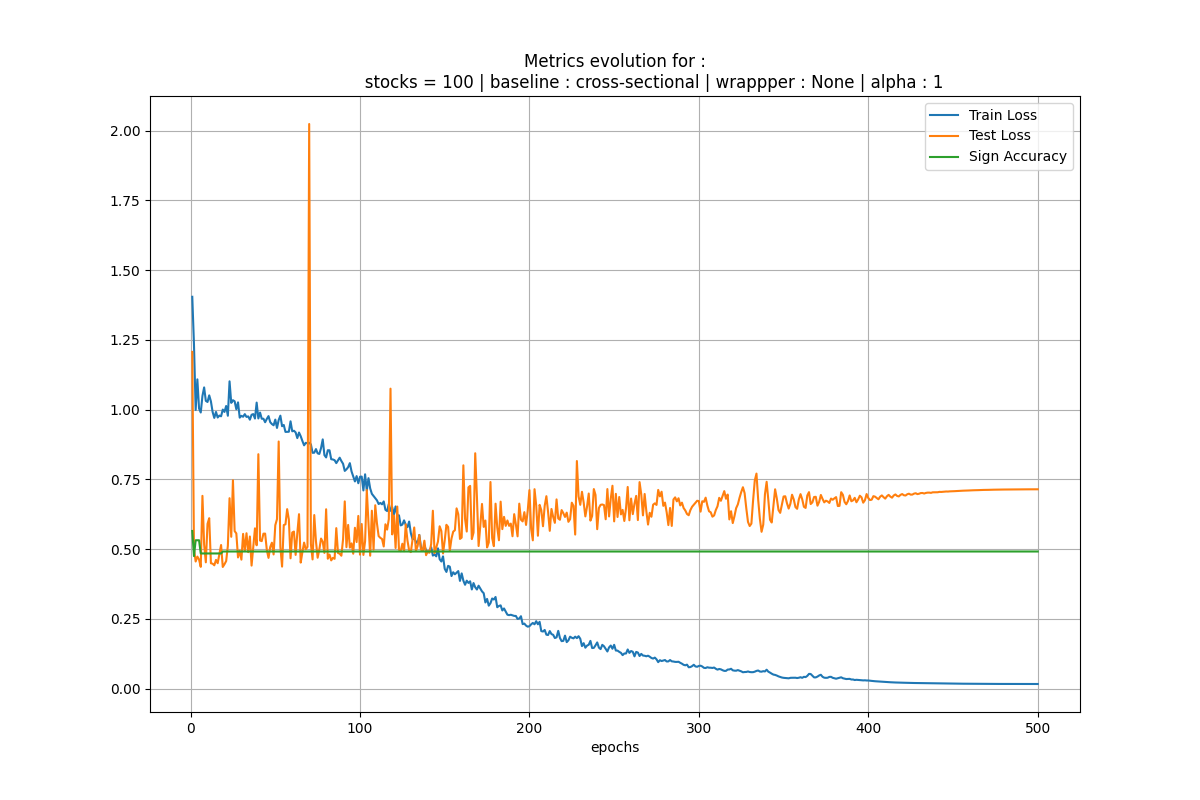 Metrics evolution for :
stocks = 100 | baseline : cross-sectional | wrappper : None | alpha : 1
Train Loss
Test Loss
Sign Accuracy
2.00
1.75
1.50
1.25
1.00
0.75
0.50
0.25
0.00
0 100 200 300 400 500
epochs